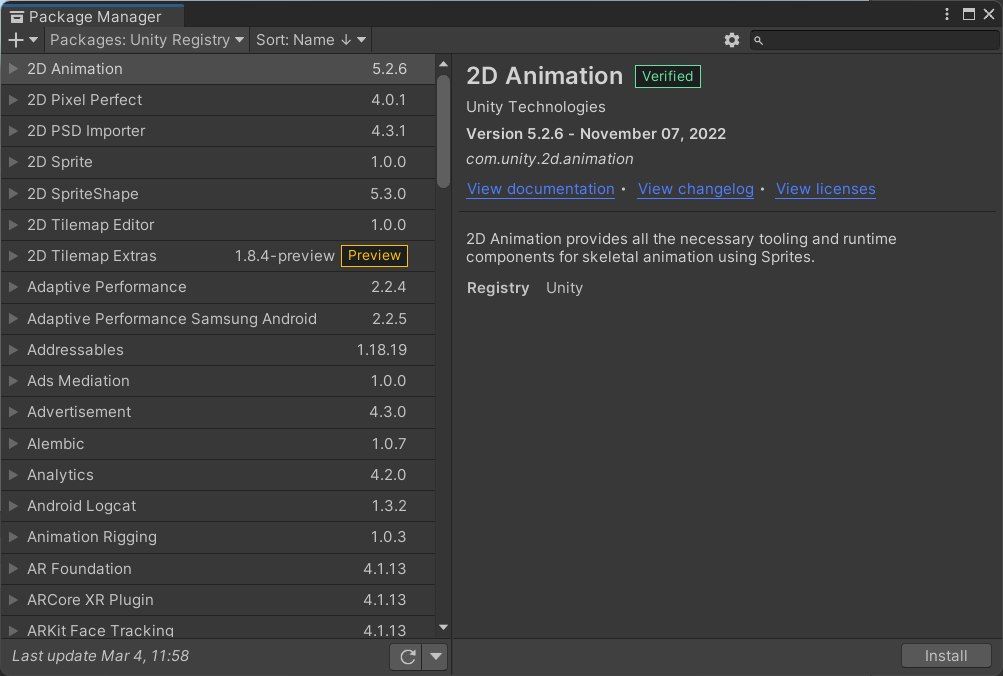 Package Manager
Packages: Unity Registry Sort: Name ↓
2D Animation 5.2.6
2D Pixel Perfect 4.0.1
2D PSD Importer 4.3.1
2D Sprite 1.0.0
2D SpriteShape 5.3.0
2D Tilemap Editor 1.0.0
2D Tilemap Extras 1.8.4-preview Preview
Adaptive Performance 2.2.4
Adaptive Performance Samsung Android 2.2.5
Addressables 1.18.19
Ads Mediation 1.0.0
Advertisement 4.3.0
Alembic 1.0.7
Analytics 4.2.0
Android Logcat 1.3.2
Animation Rigging 1.0.3
AR Foundation 4.1.13
ARCore XR Plugin 4.1.13
ARKit Face Tracking 4.1.13
Last update Mar 4, 11:58
2D Animation Verified
Unity Technologies
Version 5.2.6 - November 07, 2022
com.unity.2d.animation
View documentation • View changelog • View licenses
2D Animation provides all the necessary tooling and runtime
components for skeletal animation using Sprites.
Registry Unity
Install